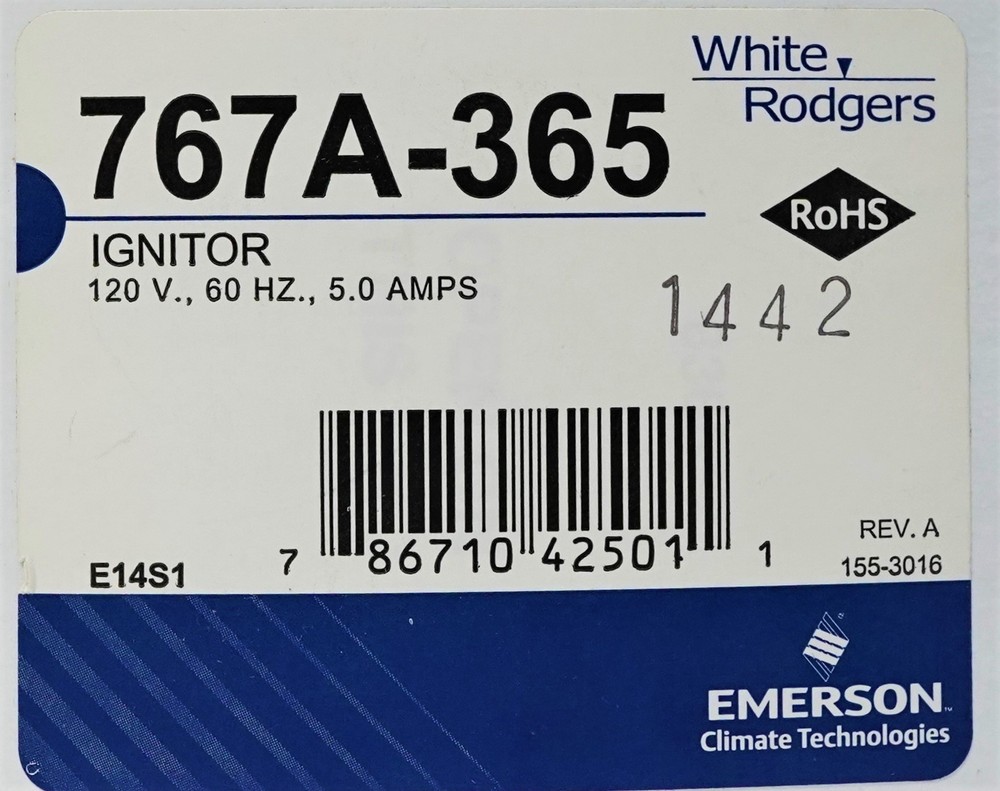 White
Rodgers
767A-365
RoHS
IGNITOR
120 V., 60 HZ., 5.0 AMPS
1442
7 86710 42501 1
REV. A
155-3016
E14S1
EMERSON™
Climate Technologies